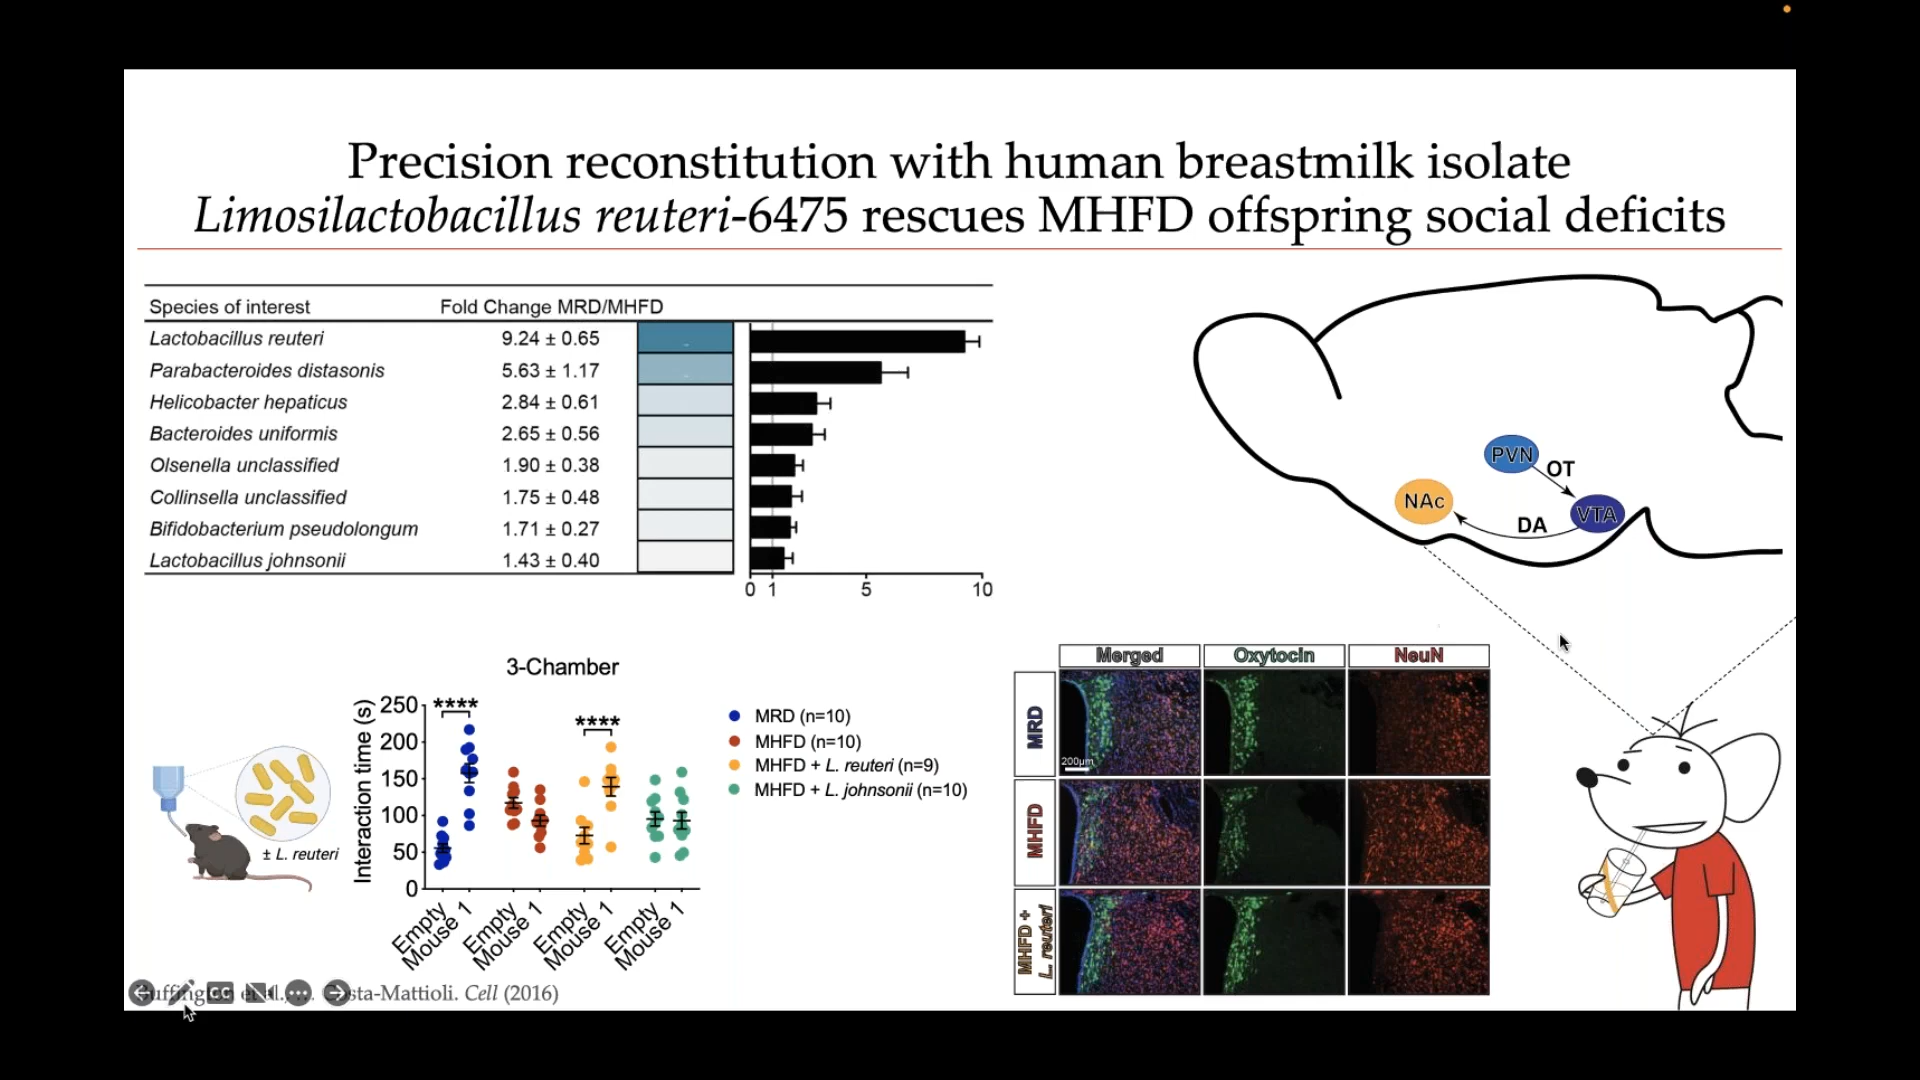 Precision reconstitution with human breastmilk isolate
Limosilactobacillus reuteri-6475 rescues MHFD offspring social deficits
Species of interest Fold Change MRD/MHFD
Lactobacillus reuteri 9.24 ± 0.65
Parabacteroides distasonis 5.63 ± 1.17
Helicobacter hepaticus 2.84 ± 0.61
Bacteroides uniformis 2.65 ± 0.56
Olsenella unclassified 1.90 ± 0.38
Collinsella unclassified 1.75 ± 0.48
Bifidobacterium pseudolongum 1.71 ± 0.27
Lactobacillus johnsonii 1.43 ± 0.40
0 1 5 10
PVN
OT
NAc
VTA
DA
± L. reuteri
3-Chamber
Interaction time (s)
250
200
150
100
50
0
****
****
Empty
Mouse 1
Empty
Mouse 1
Empty
Mouse 1
Empty
Mouse 1
MRD (n=10)
MHFD (n=10)
MHFD + L. reuteri (n=9)
MHFD + L. johnsonii (n=10)
Merged Oxytocin NeuN
MRD
200µm
MHFD
MHFD +
L. reuteri
Costa-Mattioli. Cell (2016)